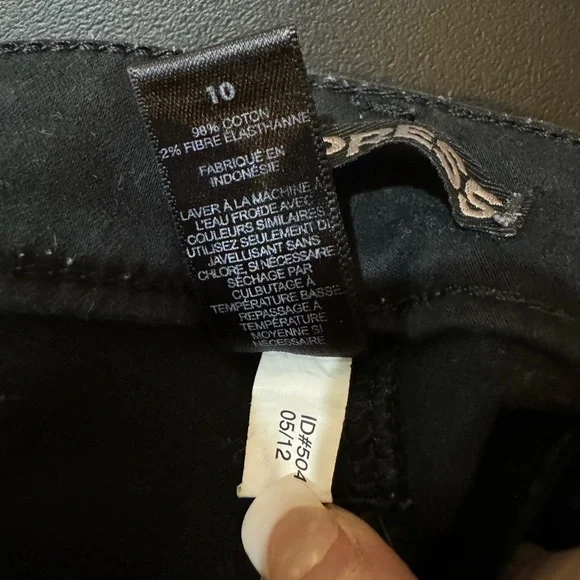 10
98% COTON
2% FIBRE ÉLASTHANNE
FABRIQUÉ EN
INDONÉSIE
LAVER À LA MACHINE À
L'EAU FROIDE AVEC
COULEURS SIMILAIRES
UTILISEZ SEULEMENT DU
JAVELLISANT SANS
CHLORE, SI NÉCESSAIRE
SÉCHAGE PAR
CULBUTAGE À
TEMPÉRATURE BASSE
REPASSAGE À
TEMPÉRATURE
MOYENNE SI
NÉCESSAIRE
ID#504
05/12